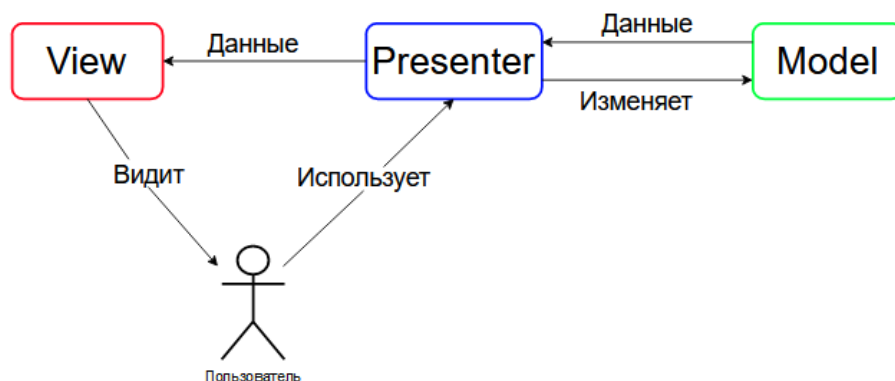 Данные
Данные
View
Presenter
Model
Изменяет
Видит
Использует
Пользователь